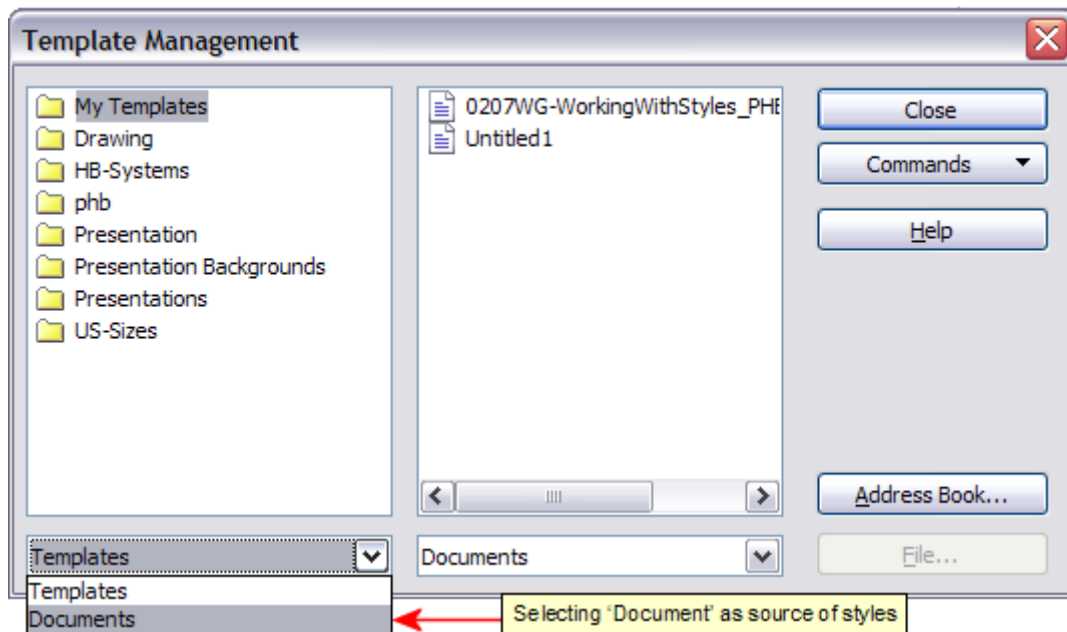 Template Management
My Templates
Drawing
HB-Systems
phb
Presentation
Presentation Backgrounds
Presentations
US-Sizes
0207WG-WorkingWithStyles_PHE
Untitled1
Close
Commands
Help
Address Book...
File...
Templates
Documents
Templates
Documents
Selecting ‘Document’ as source of styles